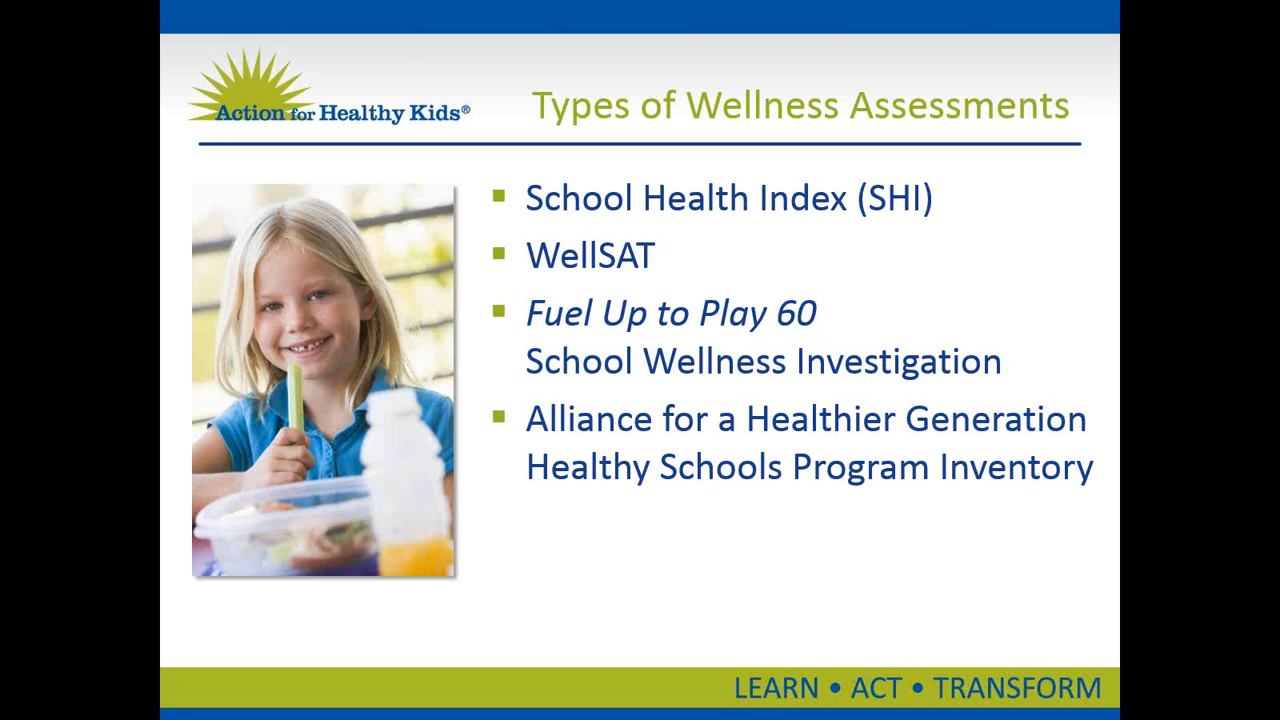 Action for Healthy Kids®
Types of Wellness Assessments
School Health Index (SHI)
WellSAT
Fuel Up to Play 60
School Wellness Investigation
Alliance for a Healthier Generation
Healthy Schools Program Inventory
LEARN • ACT • TRANSFORM